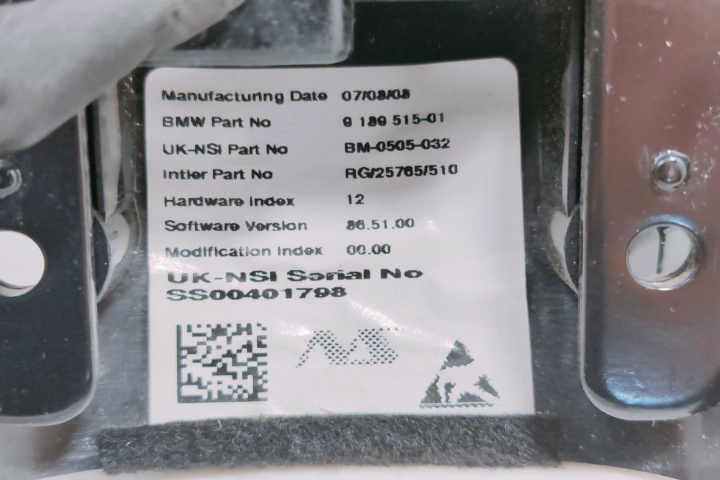 Manufacturing Date 07/08/08
BMW Part No 9 189 515-01
UK-NSI Part No BM-0505-032
Intier Part No RG/25765/510
Hardware Index 12
Software Version 86.51.00
Modification Index 00.00
UK-NSI Serial No
SS00401798